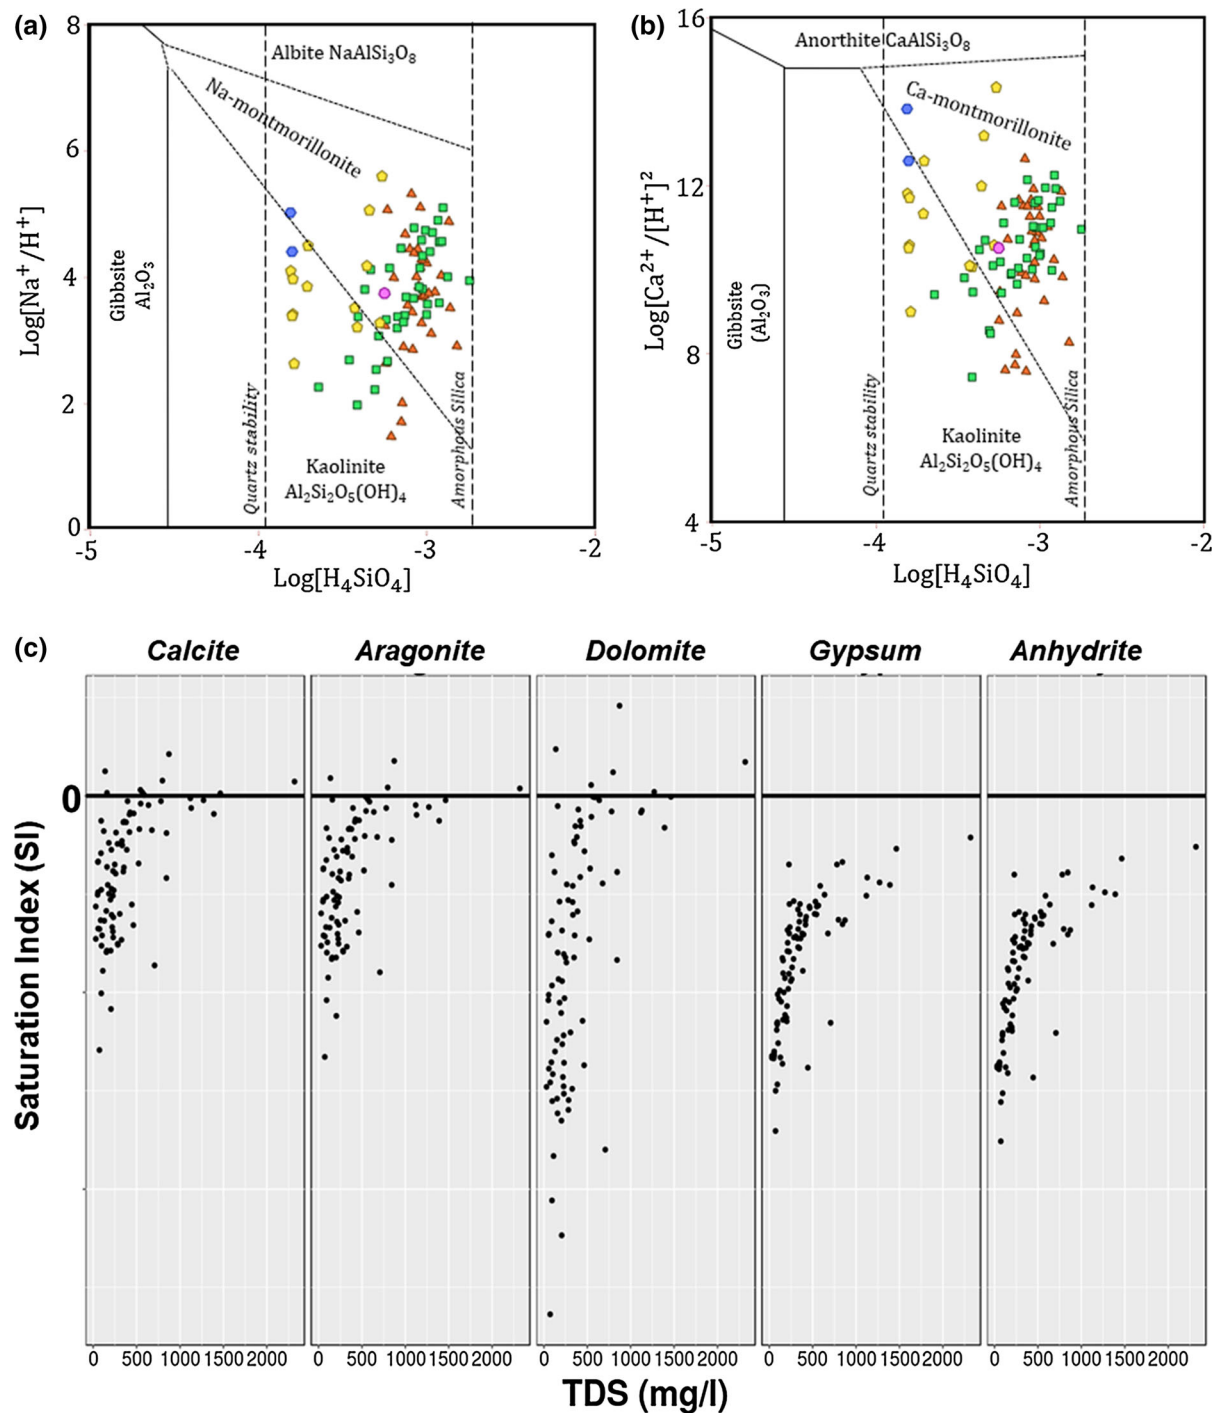 (a)
8
6
4
2
0
-5
-4
-3
-2
Log[Na⁺/H⁺]
Log[H₄SiO₄]
Albite NaAlSi₃O₈
Na-montmorillonite
Gibbsite
Al₂O₃
Quartz stability
Amorphous Silica
Kaolinite
Al₂Si₂O₅(OH)₄
(b)
16
12
8
4
-5
-4
-3
-2
Log[Ca²⁺/[H⁺]²
Log[H₄SiO₄]
Anorthite CaAlSi₃O₈
Ca-montmorillonite
Gibbsite
(Al₂O₃)
Quartz stability
Amorphous Silica
Kaolinite
Al₂Si₂O₅(OH)₄
(c)
Calcite Aragonite Dolomite Gypsum Anhydrite
0
Saturation Index (SI)
0 500 1000 1500 2000 0 500 1000 1500 2000 0 500 1000 1500 2000 0 500 1000 1500 2000 0 500 1000 1500 2000
TDS (mg/l)